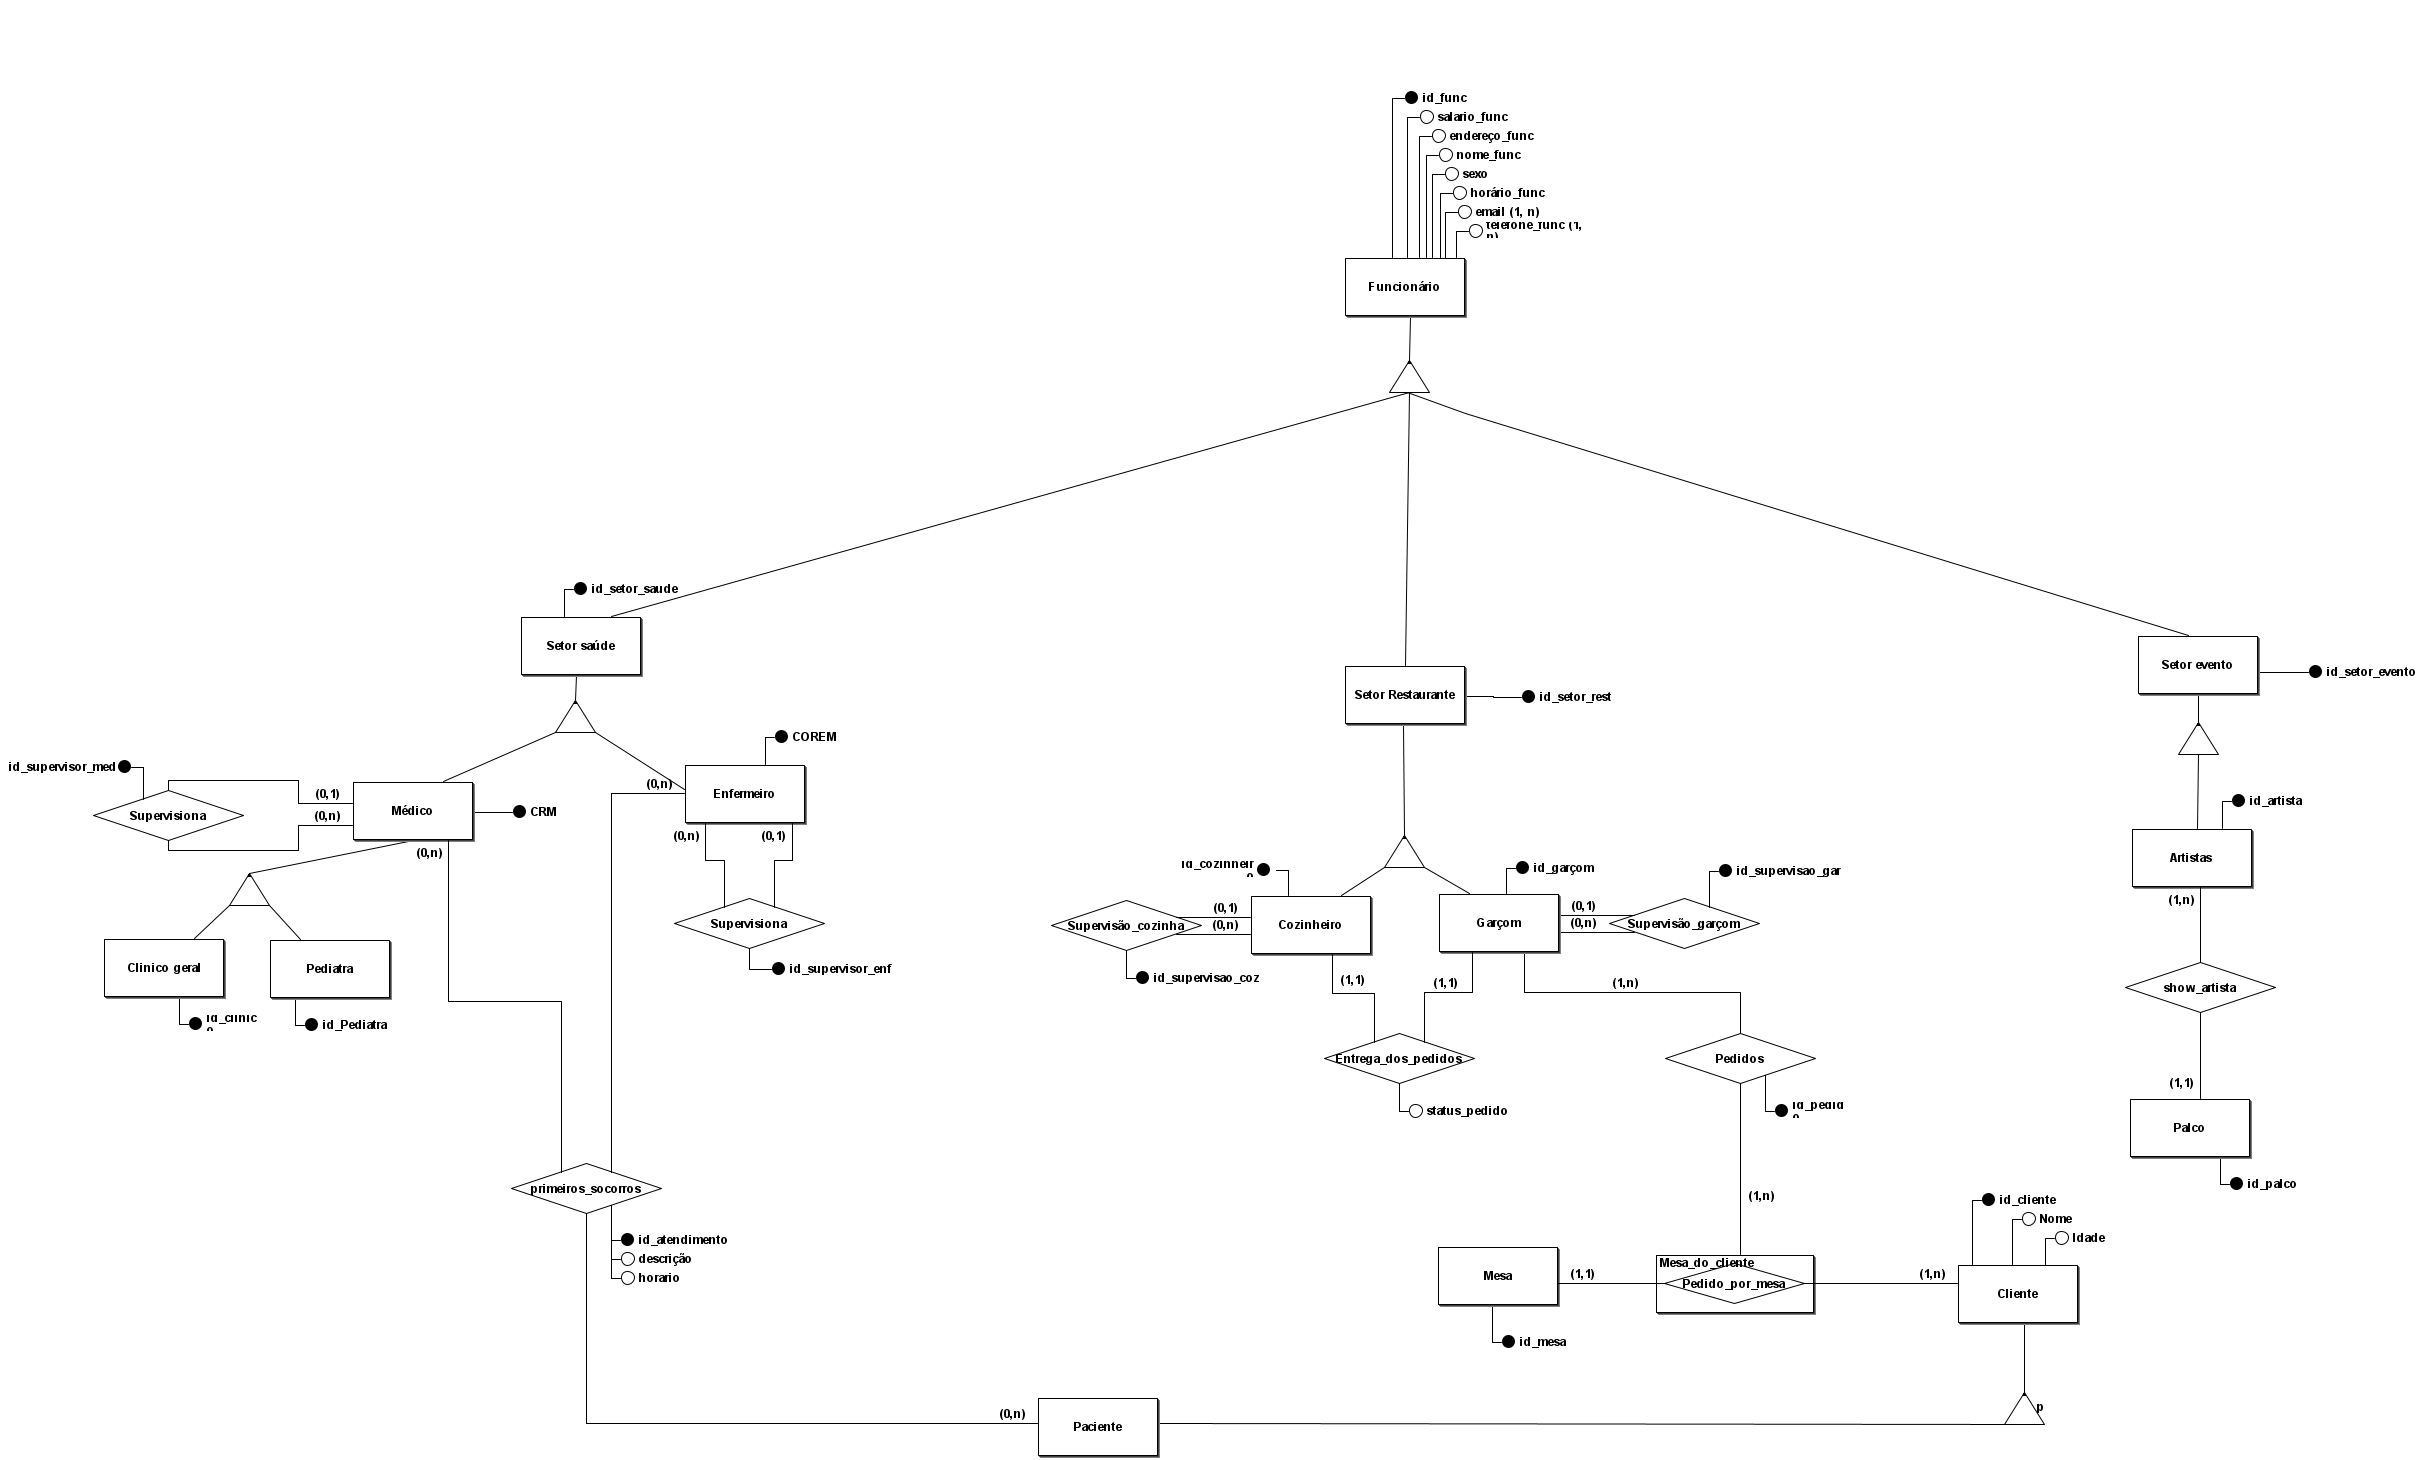 id_func
salario_func
endereço_func
nome_func
sexo
horário_func
email (1, n)
telefone_func (1,
n)
Funcionário
id_setor_saude
Setor saúde
Setor evento
id_setor_evento
Setor Restaurante
id_setor_rest
COREM
id_supervisor_med
(0,n)
Enfermeiro
(0,1)
(0,n)
Supervisiona
Médico
CRM
(0,n)
(0,n)
(0,1)
Supervisiona
id_supervisor_enf
Clinico geral
Pediatra
id_clinic
o
id_Pediatra
id_artista
Artistas
(1,n)
show_artista
(1,1)
Palco
id_palco
id_cozinheir
o
id_garçom
id_supervisao_gar
Supervisão_cozinha
(0,1)
(0,n)
Cozinheiro
Garçom
(0,1)
(0,n)
Supervisão_garçom
id_supervisao_coz
(1,1)
(1,1)
(1,n)
Entrega_dos_pedidos
status_pedido
Pedidos
id_pedid
o
(1,n)
primeiros_socorros
id_atendimento
descrição
horario
id_cliente
Nome
Idade
Mesa
(1,1)
Mesa_do_cliente
Pedido_por_mesa
(1,n)
Cliente
id_mesa
p
(0,n)
Paciente